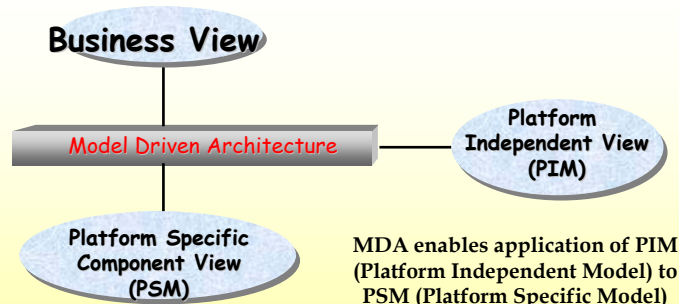 Business View
Model Driven Architecture
Platform
Independent View
(PIM)
Platform Specific
Component View
(PSM)
MDA enables application of PIM
(Platform Independent Model) to
PSM (Platform Specific Model)